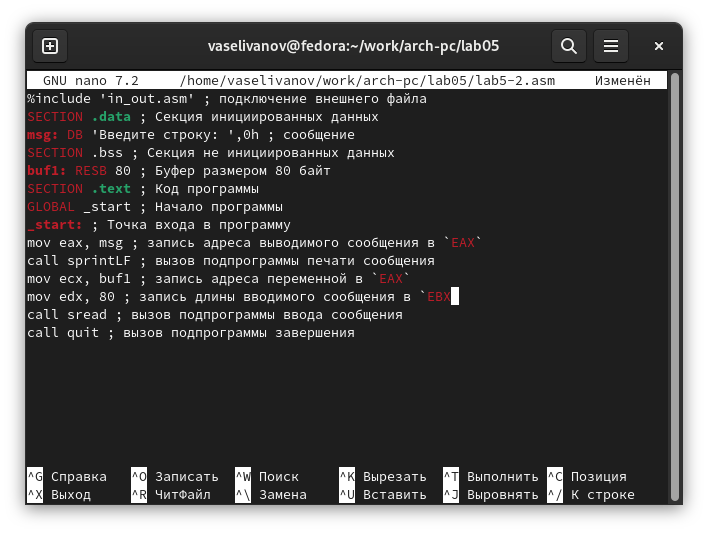 vaselivanov@fedora:~/work/arch-pc/lab05
GNU nano 7.2 /home/vaselivanov/work/arch-pc/lab05/lab5-2.asm Изменён
%include 'in_out.asm' ; подключение внешнего файла
SECTION .data ; Секция инициированных данных
msg: DB 'Введите строку: ',0h ; сообщение
SECTION .bss ; Секция не инициированных данных
buf1: RESB 80 ; Буфер размером 80 байт
SECTION .text ; Код программы
GLOBAL _start ; Начало программы
_start: ; Точка входа в программу
mov eax, msg ; запись адреса выводимого сообщения в `EAX`
call sprintLF ; вызов подпрограммы печати сообщения
mov ecx, buf1 ; запись адреса переменной в `EAX`
mov edx, 80 ; запись длины вводимого сообщения в `EBX
call sread ; вызов подпрограммы ввода сообщения
call quit ; вызов подпрограммы завершения
^G Справка ^O Записать ^W Поиск ^K Вырезать ^T Выполнить ^C Позиция
^X Выход ^R ЧитФайл ^\ Замена ^U Вставить ^J Выровнять ^/ К строке